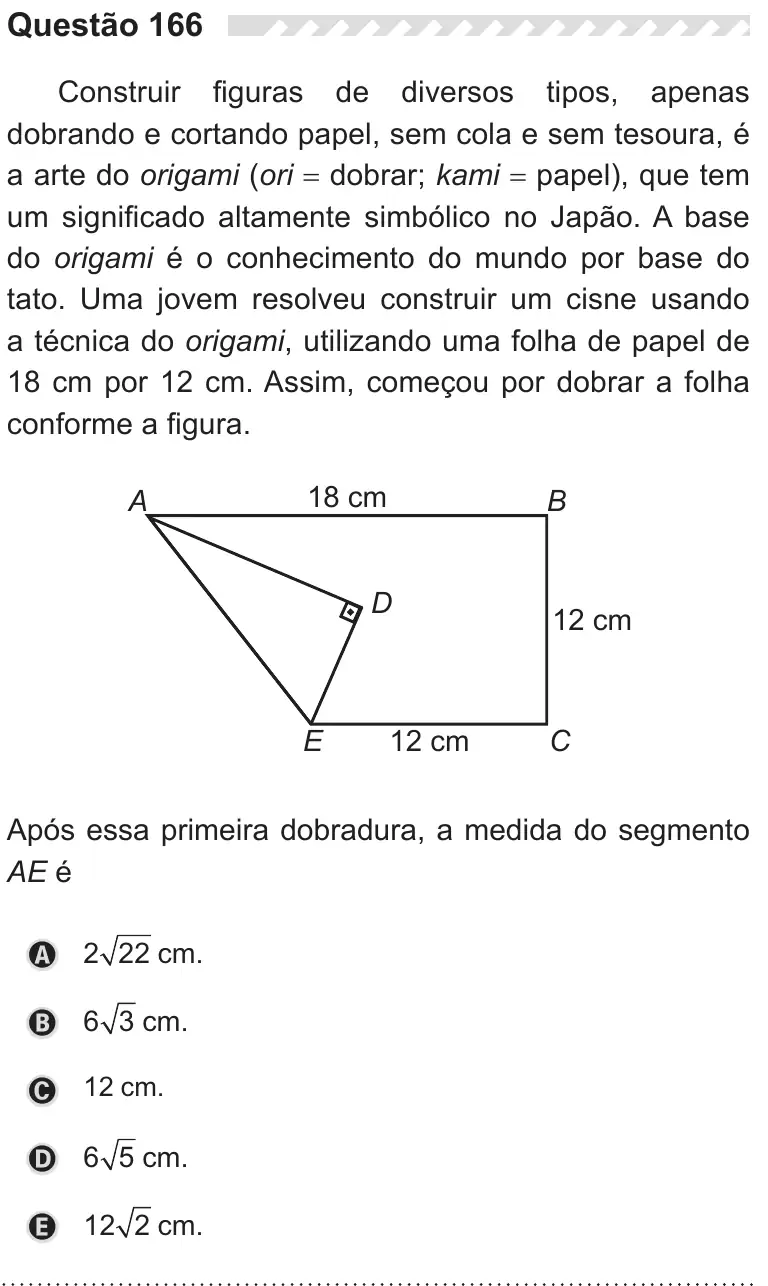 Questão 166
Construir figuras de diversos tipos, apenas
dobrando e cortando papel, sem cola e sem tesoura, é
a arte do origami (ori = dobrar; kami = papel), que tem
um significado altamente simbólico no Japão. A base
do origami é o conhecimento do mundo por base do
tato. Uma jovem resolveu construir um cisne usando
a técnica do origami, utilizando uma folha de papel de
18 cm por 12 cm. Assim, começou por dobrar a folha
conforme a figura.
A 18 cm B
D
12 cm
E 12 cm C
Após essa primeira dobradura, a medida do segmento
AE é
A 2√22 cm.
B 6√3 cm.
C 12 cm.
D 6√5 cm.
E 12√2 cm.